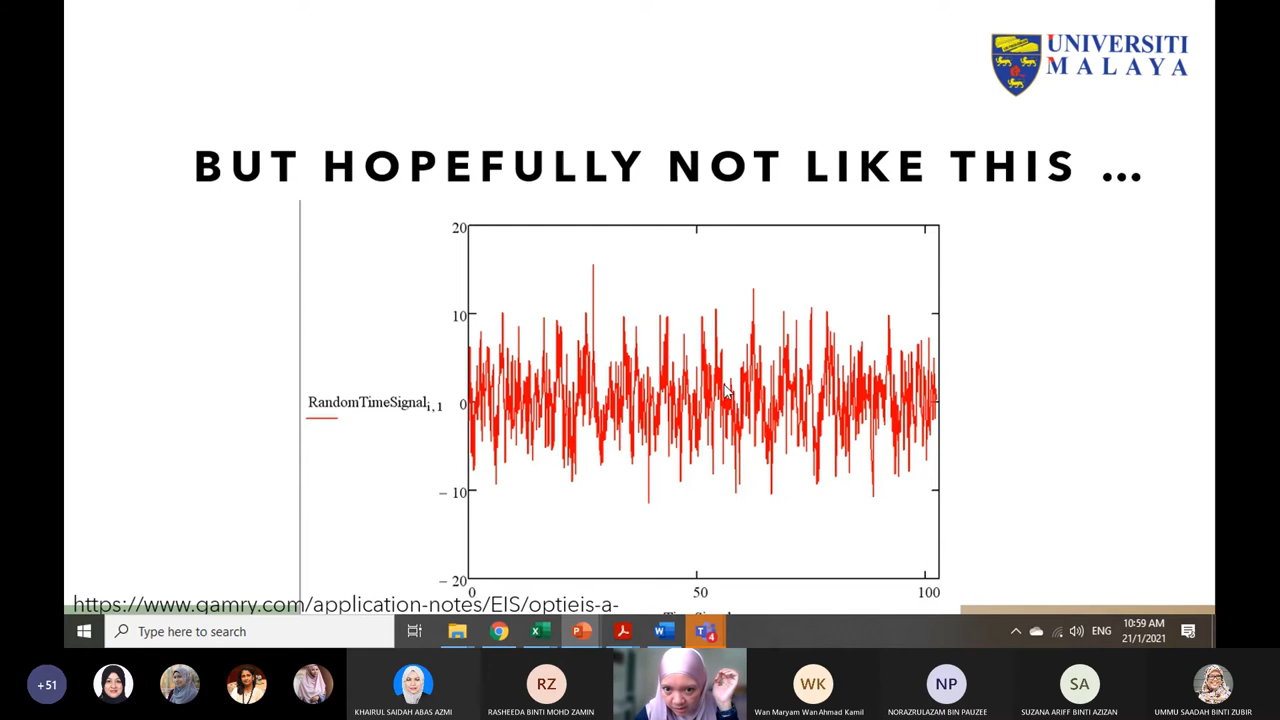 UNIVERSITI
MALAYA
BUT HOPEFULLY NOT LIKE THIS ...
20
10
RandomTimeSignal i, 1
0
− 10
− 20
0
50
100
https://www.gamry.com/application-notes/EIS/optieis-a-
Type here to search
4
ENG
10:59 AM
21/1/2021
+51
KHAIRUL SAIDAH ABAS AZMI
RZ
RASHEEDA BINTI MOHD ZAMIN
WK
Wan Maryam Wan Ahmad Kamil
NP
NORAZRULAZAM BIN PAUZEE
SA
SUZANA ARIFF BINTI AZIZAN
UMMU SAADAH BINTI ZUBIR